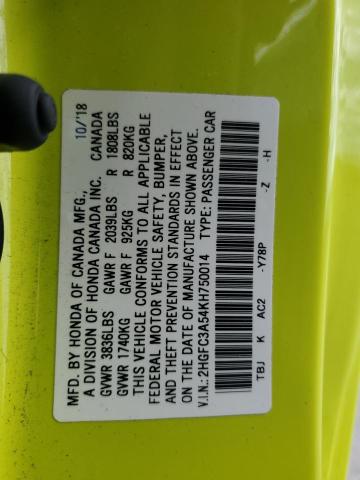 MFD. BY HONDA OF CANADA MFG., 10/'18
A DIVISION OF HONDA CANADA INC. CANADA
GVWR 3836LBS GAWR F 2039LBS R 1808LBS
GVWR 1740KG GAWR F 925KG R 820KG
THIS VEHICLE CONFORMS TO ALL APPLICABLE
FEDERAL MOTOR VEHICLE SAFETY, BUMPER,
AND THEFT PREVENTION STANDARDS IN EFFECT
ON THE DATE OF MANUFACTURE SHOWN ABOVE.
V.I.N.: 2HGFC3A54KH750014 TYPE: PASSENGER CAR
TBJ K AC2 -Y78P -Z -H